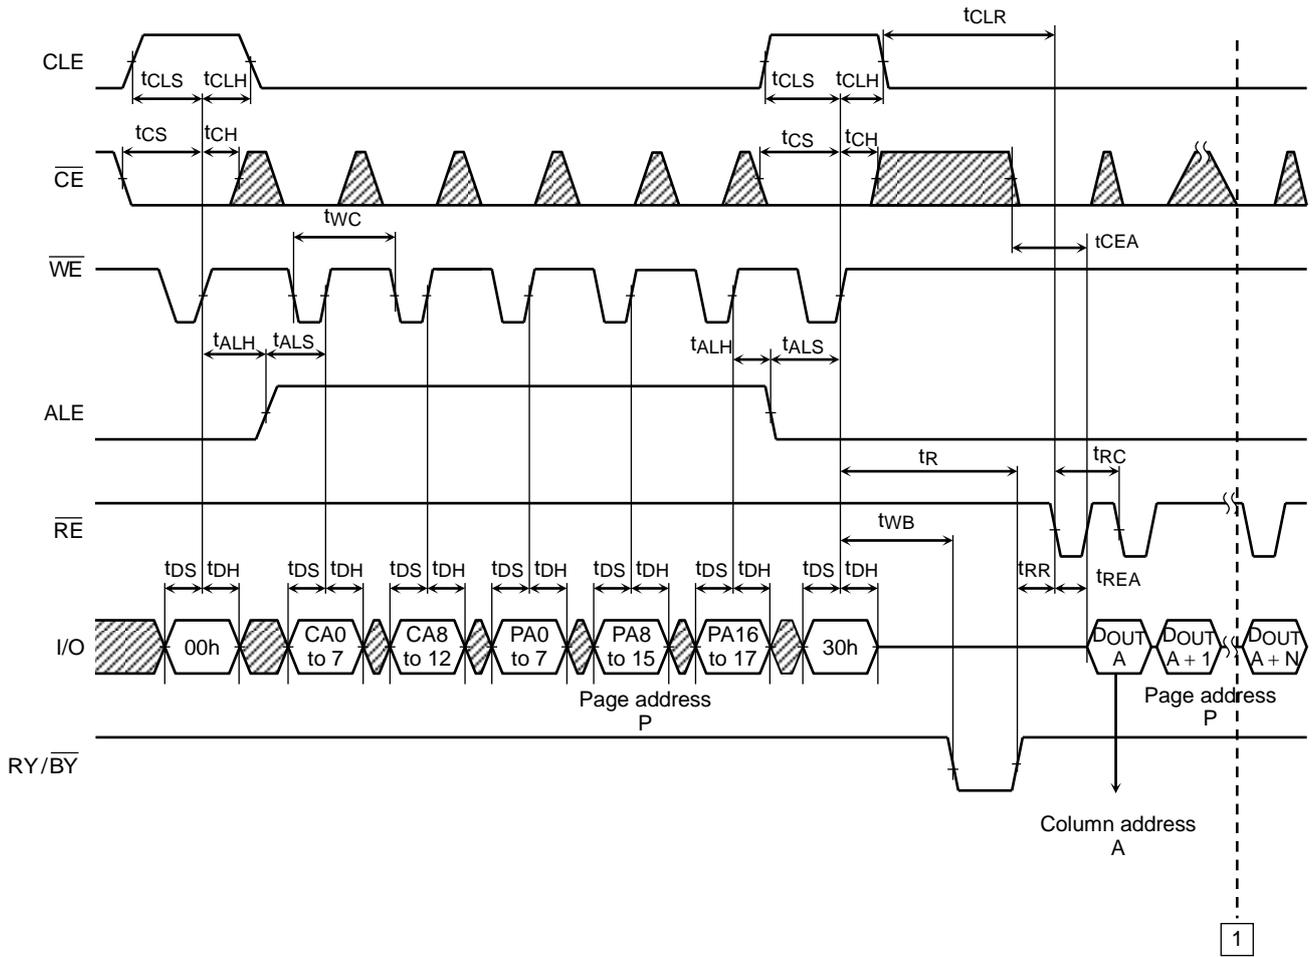 tCLR
CLE
tCLS tCLH tCLS tCLH
tCS tCH tCS tCH
CE
tWC
tCEA
WE
tALH tALS tALH tALS
ALE
tR tRC
RE
tWB
tDS tDH tDS tDH tDS tDH tDS tDH tDS tDH tDS tDH tDS tDH tRR tREA
I/O 00h CA0 to 7 CA8 to 12 PA0 to 7 PA8 to 15 PA16 to 17 30h DOUT A DOUT A + 1 DOUT A + N
Page address P
Page address P
RY/BY
Column address
A
1